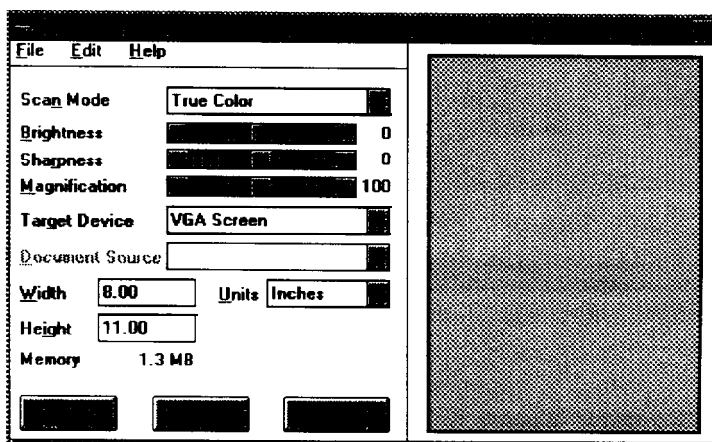 File Edit Help
Scan Mode True Color
Brightness 0
Sharpness 0
Magnification 100
Target Device VGA Screen
Document Source
Width 8.00 Units Inches
Height 11.00
Memory 1.3 MB